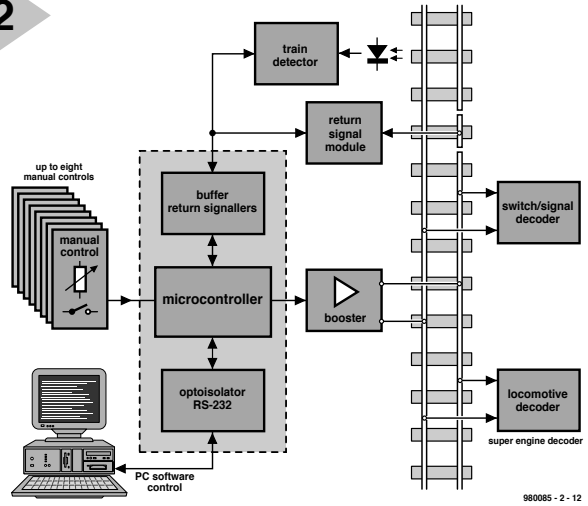 2
train
detector
return
signal
module
up to eight
manual controls
manual
control
buffer
return signallers
switch/signal
decoder
microcontroller
booster
optoisolator
RS-232
locomotive
decoder
super engine decoder
PC software
control
980085 - 2 - 12